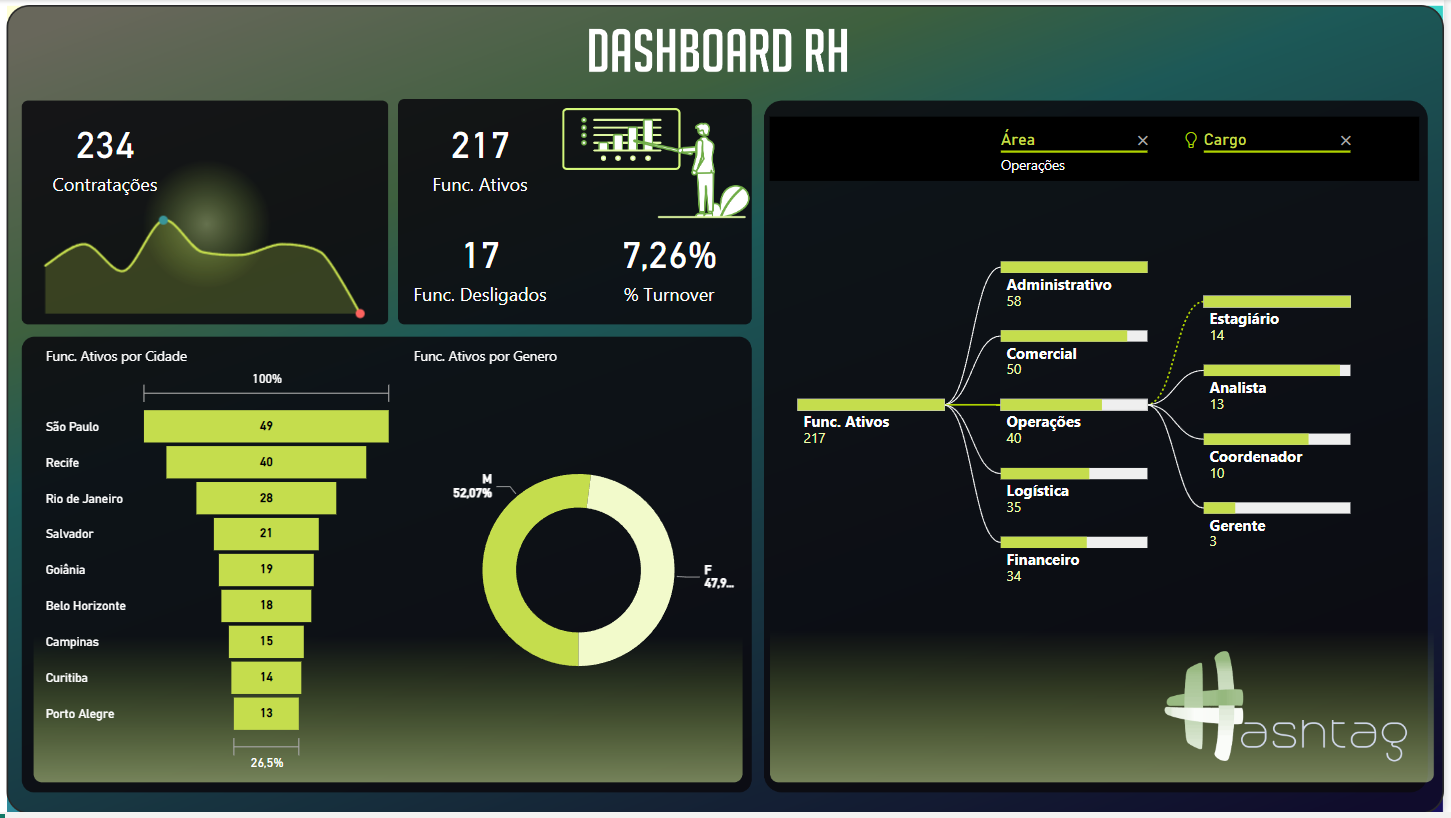 DASHBOARD RH
234
Contratações
217
Func. Ativos
17
Func. Desligados
7,26%
% Turnover
Func. Ativos por Cidade
100%
São Paulo 49
Recife 40
Rio de Janeiro 28
Salvador 21
Goiânia 19
Belo Horizonte 18
Campinas 15
Curitiba 14
Porto Alegre 13
26,5%
Func. Ativos por Genero
M
52,07%
F
47,9...
Área
Operações
Cargo
Func. Ativos
217
Administrativo
58
Comercial
50
Operações
40
Logística
35
Financeiro
34
Estagiário
14
Analista
13
Coordenador
10
Gerente
3
Hashtag